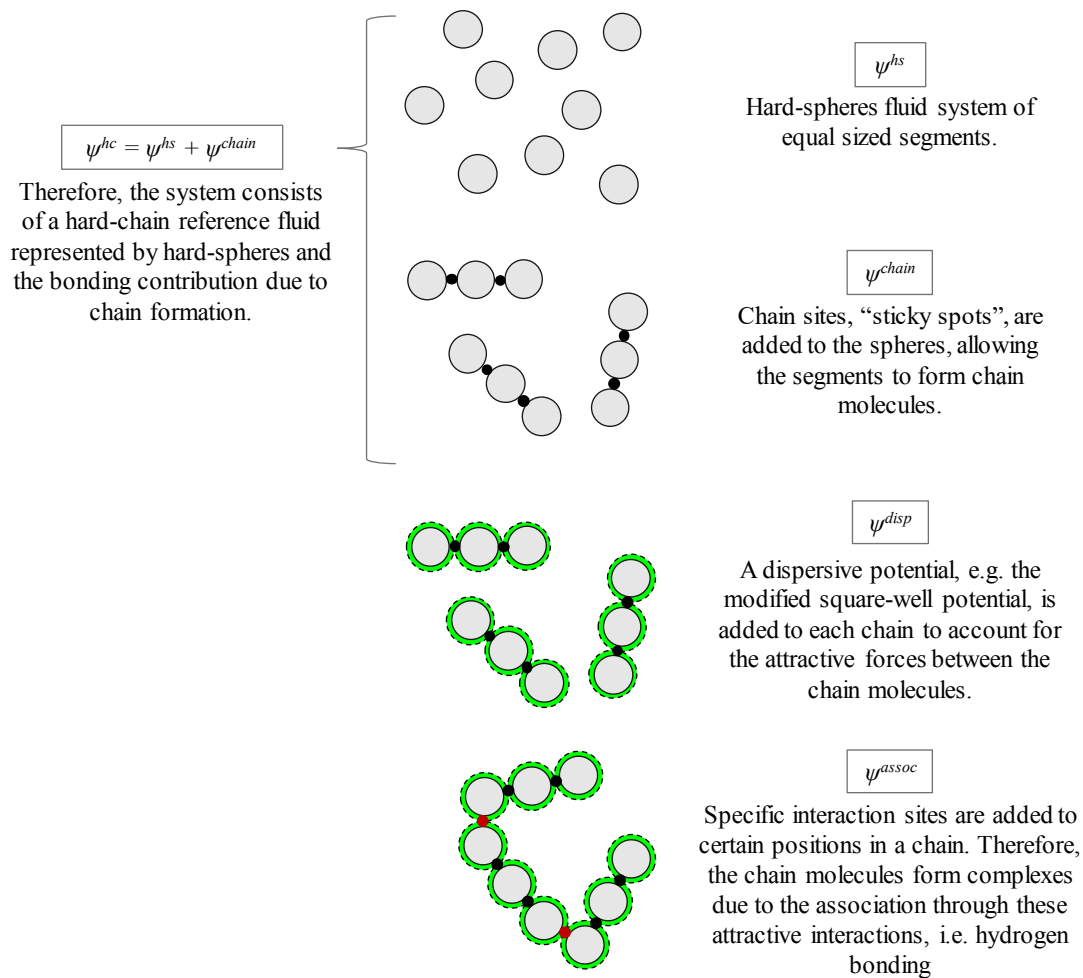 ψ^hs
Hard-spheres fluid system of
equal sized segments.
ψ^hc = ψ^hs + ψ^chain
Therefore, the system consists
of a hard-chain reference fluid
represented by hard-spheres and
the bonding contribution due to
chain formation.
ψ^chain
Chain sites, “sticky spots”, are
added to the spheres, allowing
the segments to form chain
molecules.
ψ^disp
A dispersive potential, e.g. the
modified square-well potential, is
added to each chain to account for
the attractive forces between the
chain molecules.
ψ^assoc
Specific interaction sites are added to
certain positions in a chain. Therefore,
the chain molecules form complexes
due to the association through these
attractive interactions, i.e. hydrogen
bonding